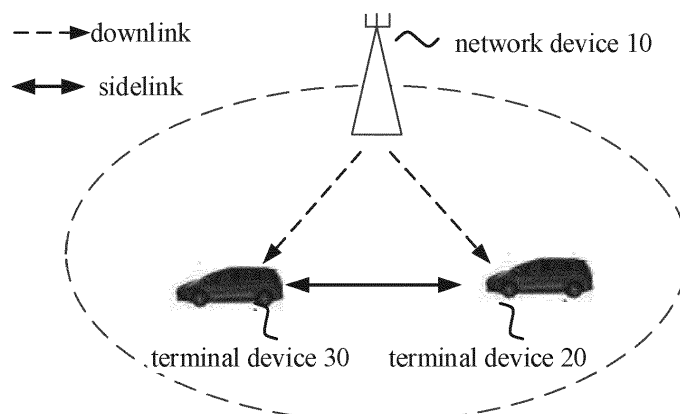 downlink
network device 10
sidelink
terminal device 30
terminal device 20